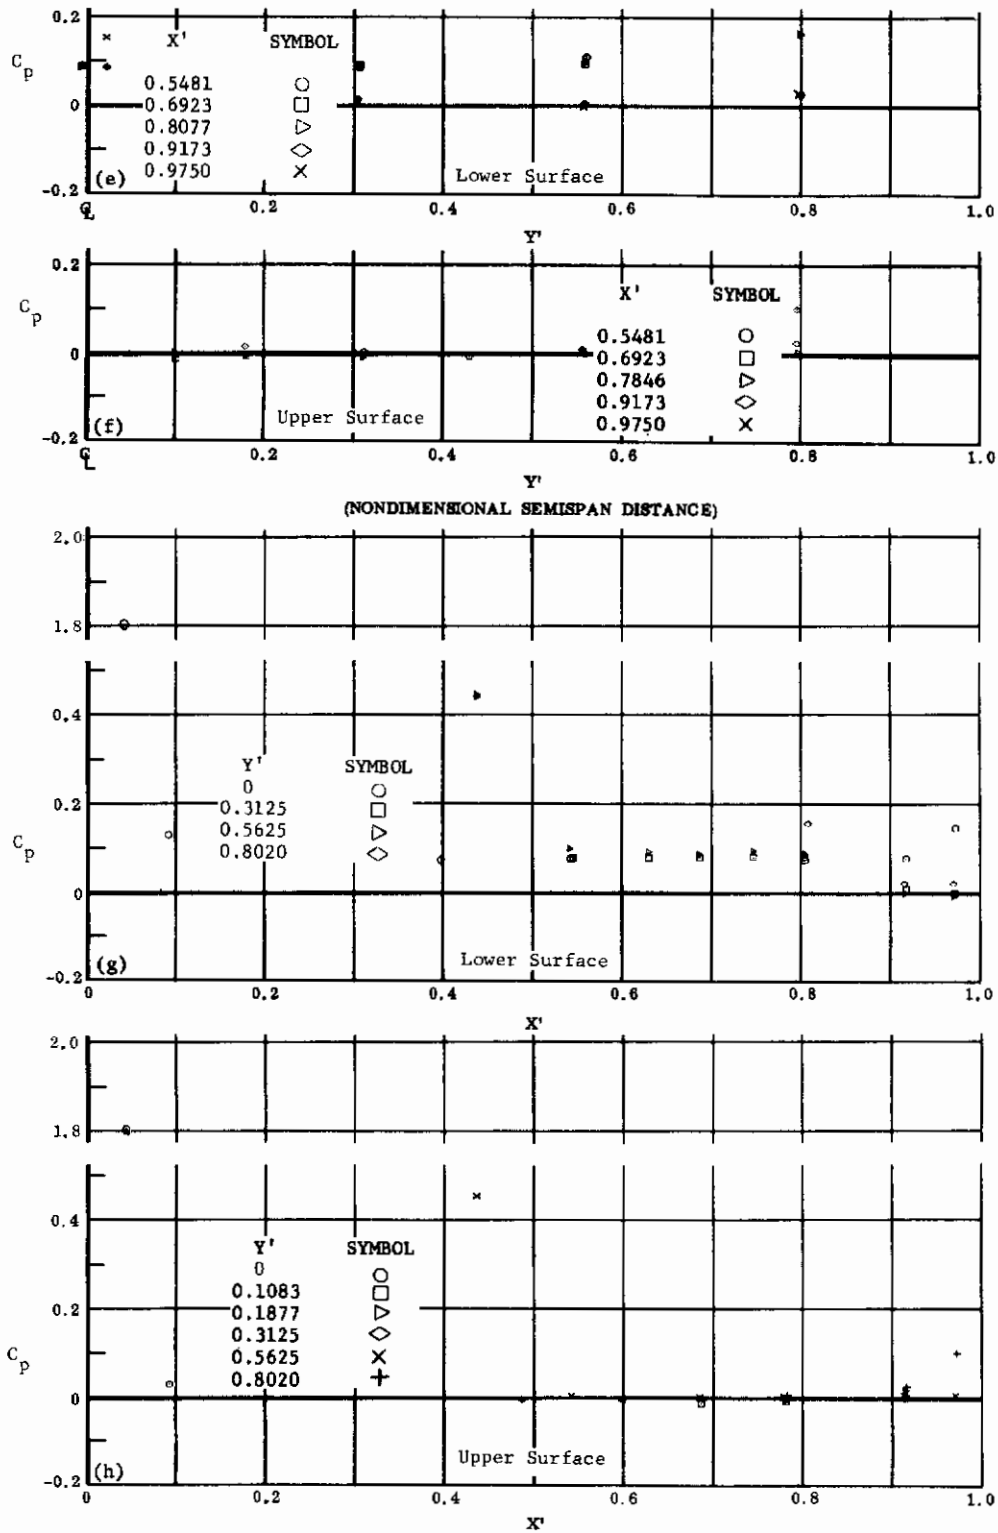 0.2
X' SYMBOL
C_p
0.5481 ○
0 0.6923 □
0.8077 ▷
0.9173 ◇
(e) 0.9750 ×
Lower Surface
-0.2
℄ 0.2 0.4 0.6 0.8 1.0
Y'
0.2
X' SYMBOL
C_p
0.5481 ○
0 0.6923 □
0.7846 ▷
0.9173 ◇
Upper Surface
(f) 0.9750 ×
-0.2
℄ 0.2 0.4 0.6 0.8 1.0
Y'
(NONDIMENSIONAL SEMISPAN DISTANCE)
2.0
1.8
0.4
Y' SYMBOL
0 ○
0.2 0.3125 □
0.5625 ▷
C_p
0.8020 ◇
0
Lower Surface
(g)
-0.2
0 0.2 0.4 0.6 0.8 1.0
X'
2.0
1.8
0.4
Y' SYMBOL
0 ○
0.1083 □
0.2 0.1877 ▷
0.3125 ◇
C_p
0.5625 ×
0.8020 +
0
Upper Surface
(h)
-0.2
0 0.2 0.4 0.6 0.8 1.0
X'